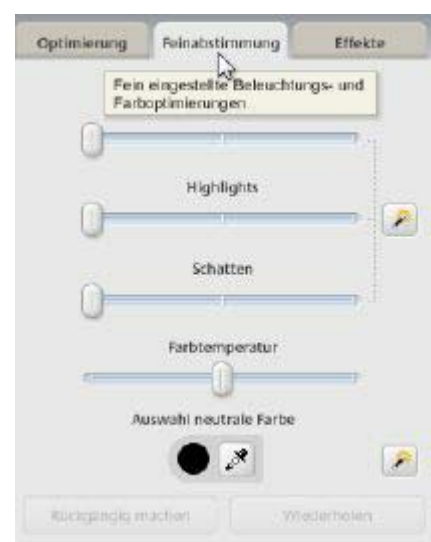 Optimierung Feinabstimmung Effekte
Fein eingestellte Beleuchtungs- und
Farboptimierungen
Highlights
Schatten
Farbtemperatur
Auswahl neutrale Farbe
Rückgängig machen Wiederholen